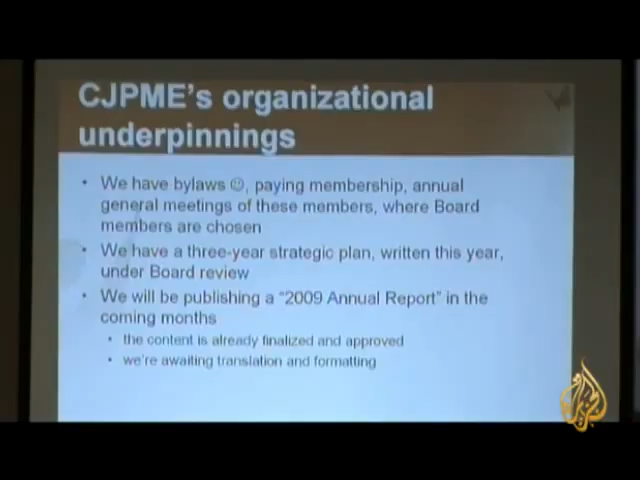 CJPME's organizational
underpinnings
• We have bylaws ☺, paying membership, annual
general meetings of these members, where Board
members are chosen
• We have a three-year strategic plan, written this year,
under Board review
• We will be publishing a "2009 Annual Report" in the
coming months
• the content is already finalized and approved
• we're awaiting translation and formatting